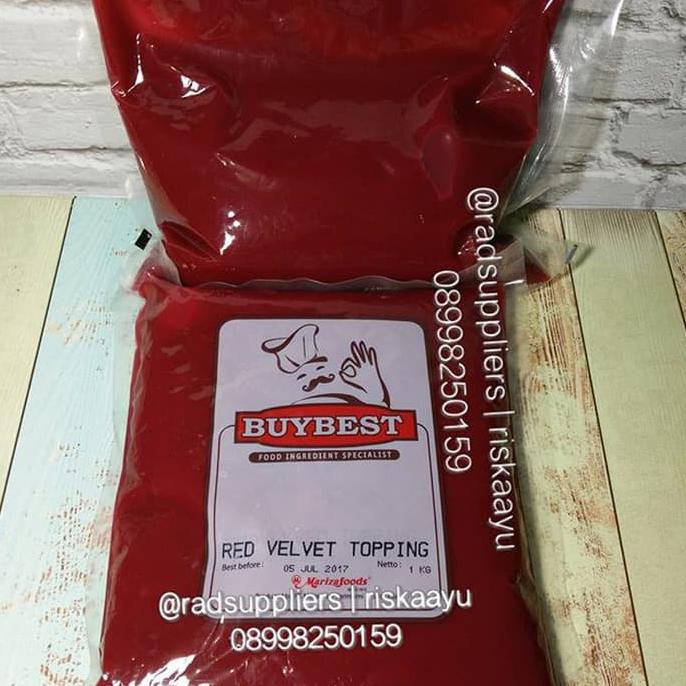 BUYBEST
FOOD INGREDIENT SPECIALIST
RED VELVET TOPPING
Best before: 05 JUL 2017 Netto: 1 KG
Marizafoods
@radsuppliers | riskaayu
08998250159
@radsuppliers | riskaayu
08998250159